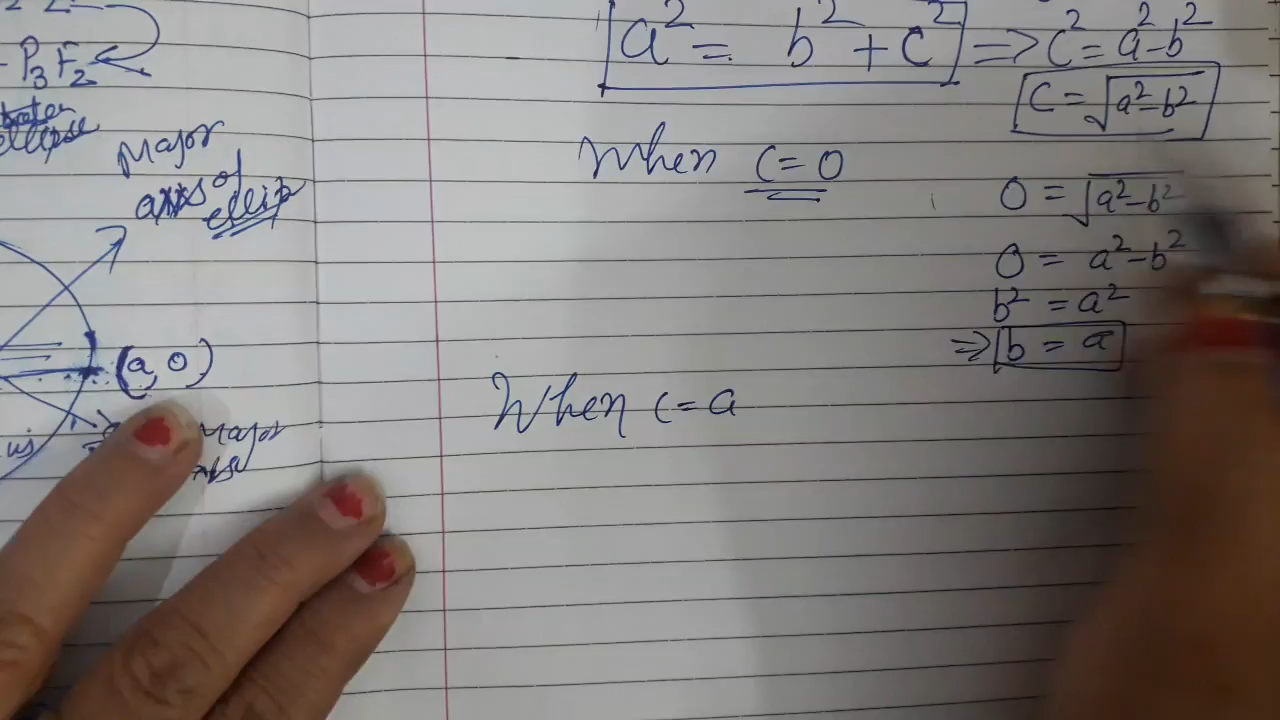 P₃F₂
ellipse
Major
axis of
ellip
(a, 0)
Major
a² = b² + c² => c² = a² - b²
c = √a² - b²
When c = 0
0 = √a² - b²
0 = a² - b²
b² = a²
=> b = a
When c = a